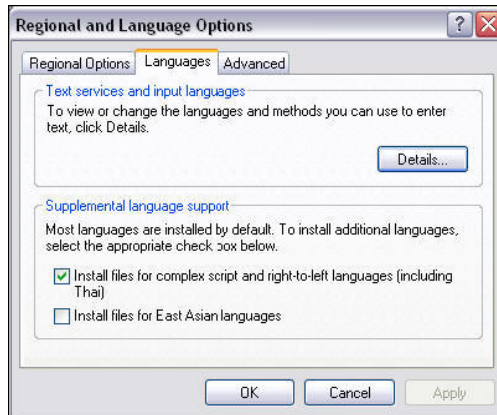 Regional and Language Options
Regional Options Languages Advanced
Text services and input languages
To view or change the languages and methods you can use to enter
text, click Details.
Details...
Supplemental language support
Most languages are installed by default. To install additional languages,
select the appropriate check box below.
Install files for complex script and right-to-left languages (including
Thai)
Install files for East Asian languages
OK Cancel Apply